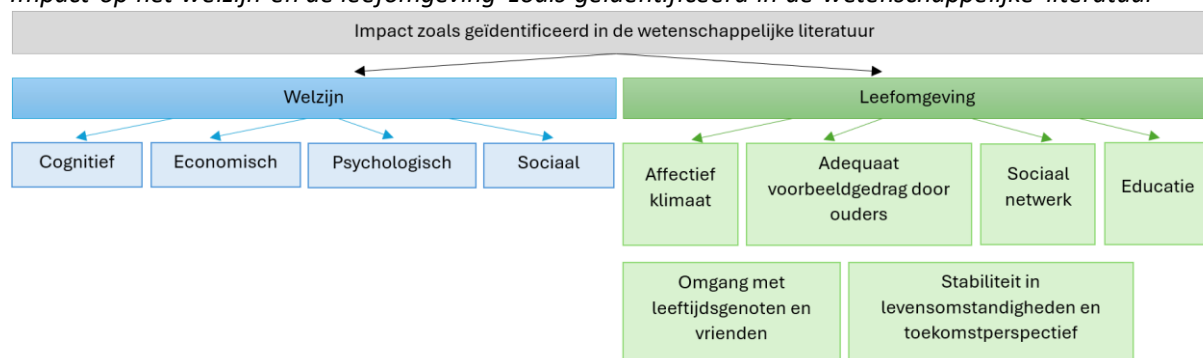 Impact op het welzijn en de leefomgeving zoals geïdentificeerd in de wetenschappelijke literatuur
Impact zoals geïdentificeerd in de wetenschappelijke literatuur
Welzijn
Leefomgeving
Cognitief
Economisch
Psychologisch
Sociaal
Affectief
klimaat
Adequaat
voorbeeldgedrag door
ouders
Sociaal
netwerk
Educatie
Omgang met
leeftijdsgenoten en
vrienden
Stabiliteit in
levensomstandigheden en
toekomstperspectief